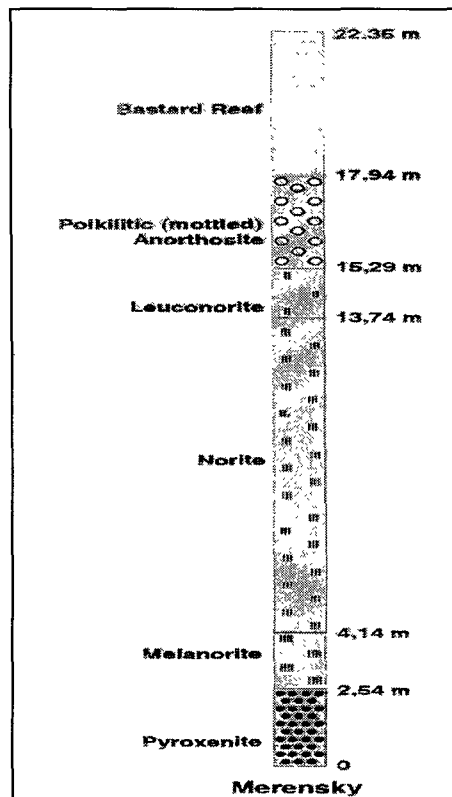 22.35 m
Bastard Reef
17,94 m
Poikilitic (mottled)
Anorthosite
15,29 m
Leuconorite
13,74 m
Norite
4,14 m
Melanorite
2,54 m
Pyroxenite
0
Merensky